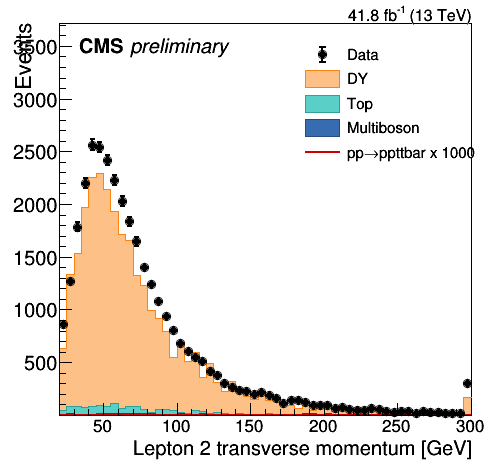 41.8 fb⁻¹ (13 TeV)
CMS preliminary
Events
Data
DY
Top
Multiboson
pp→ppttbar x 1000
3500
3000
2500
2000
1500
1000
500
50 100 150 200 250 300
Lepton 2 transverse momentum [GeV]